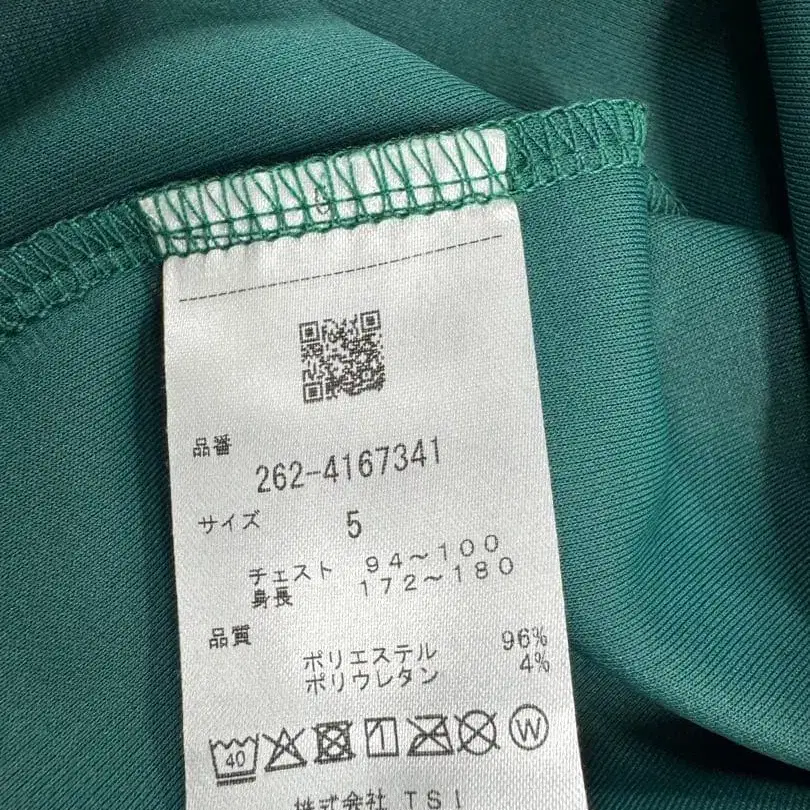 品番
262-4167341
サイズ 5
チェスト 94～100
身長 172～180
品質
ポリエステル 96%
ポリウレタン 4%
40 W
株式会社 TSI